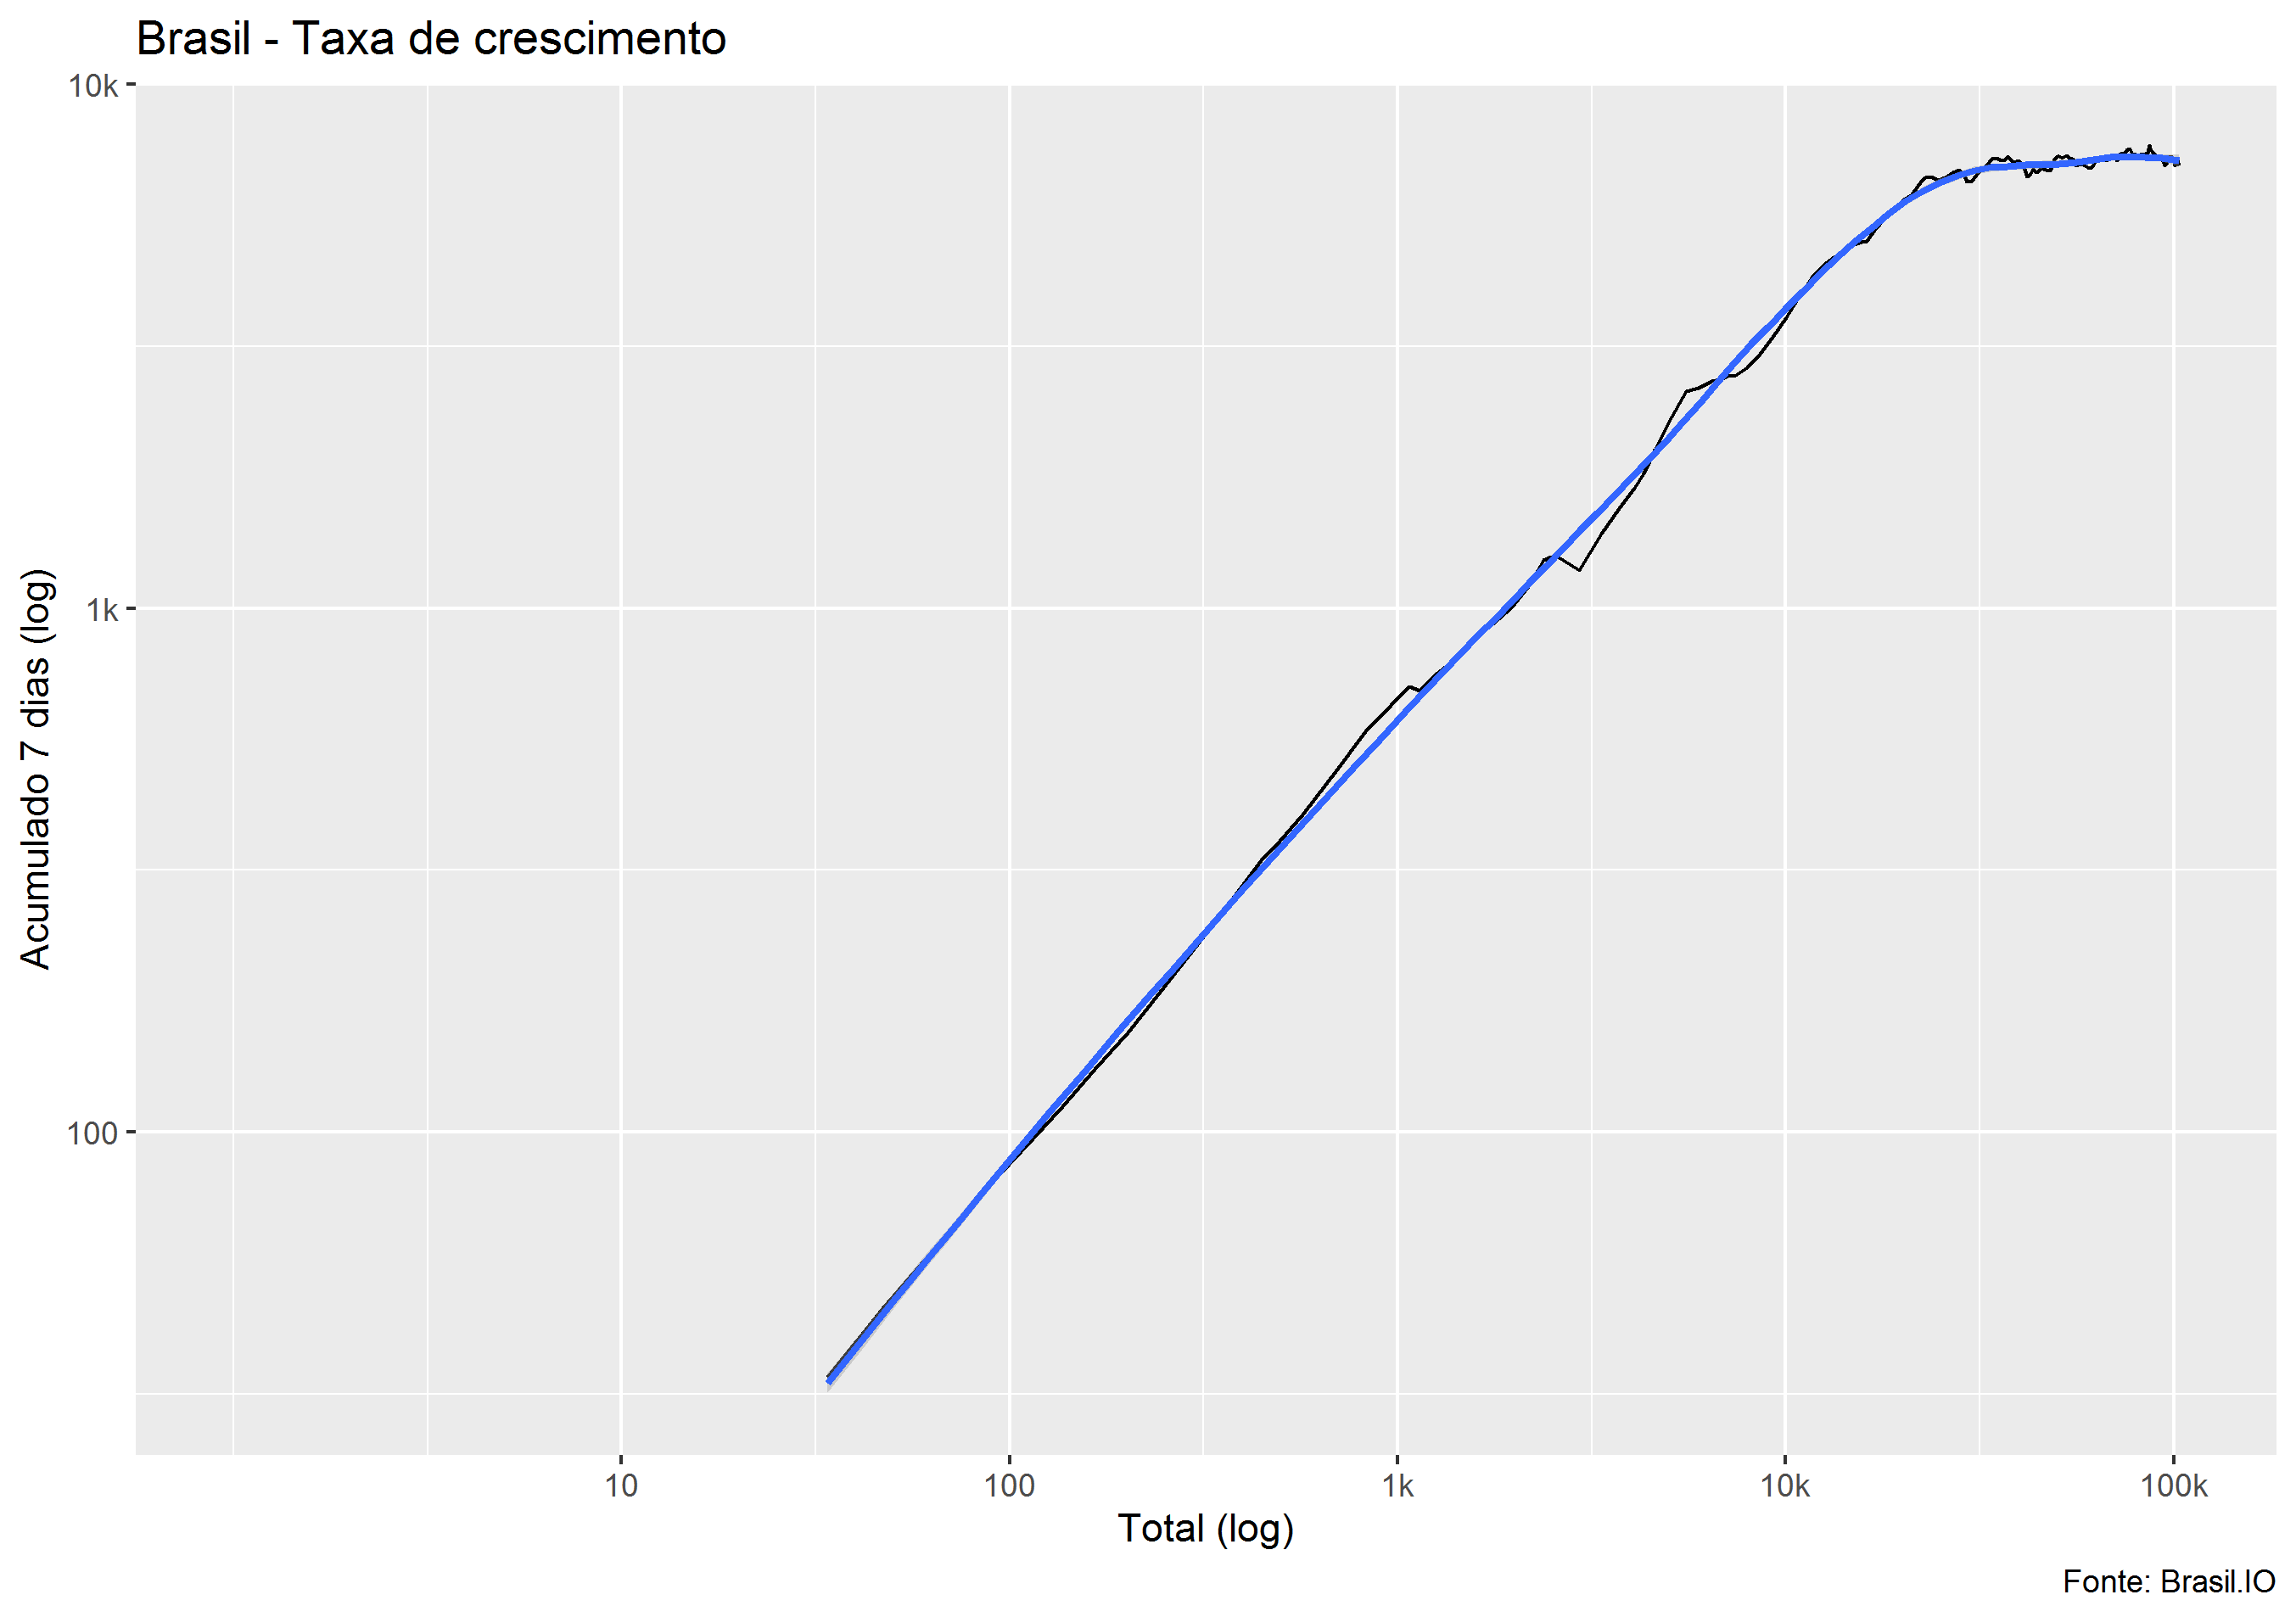 Brasil - Taxa de crescimento
10k
1k
100
Acumulado 7 dias (log)
10
100
1k
10k
100k
Total (log)
Fonte: Brasil.IO